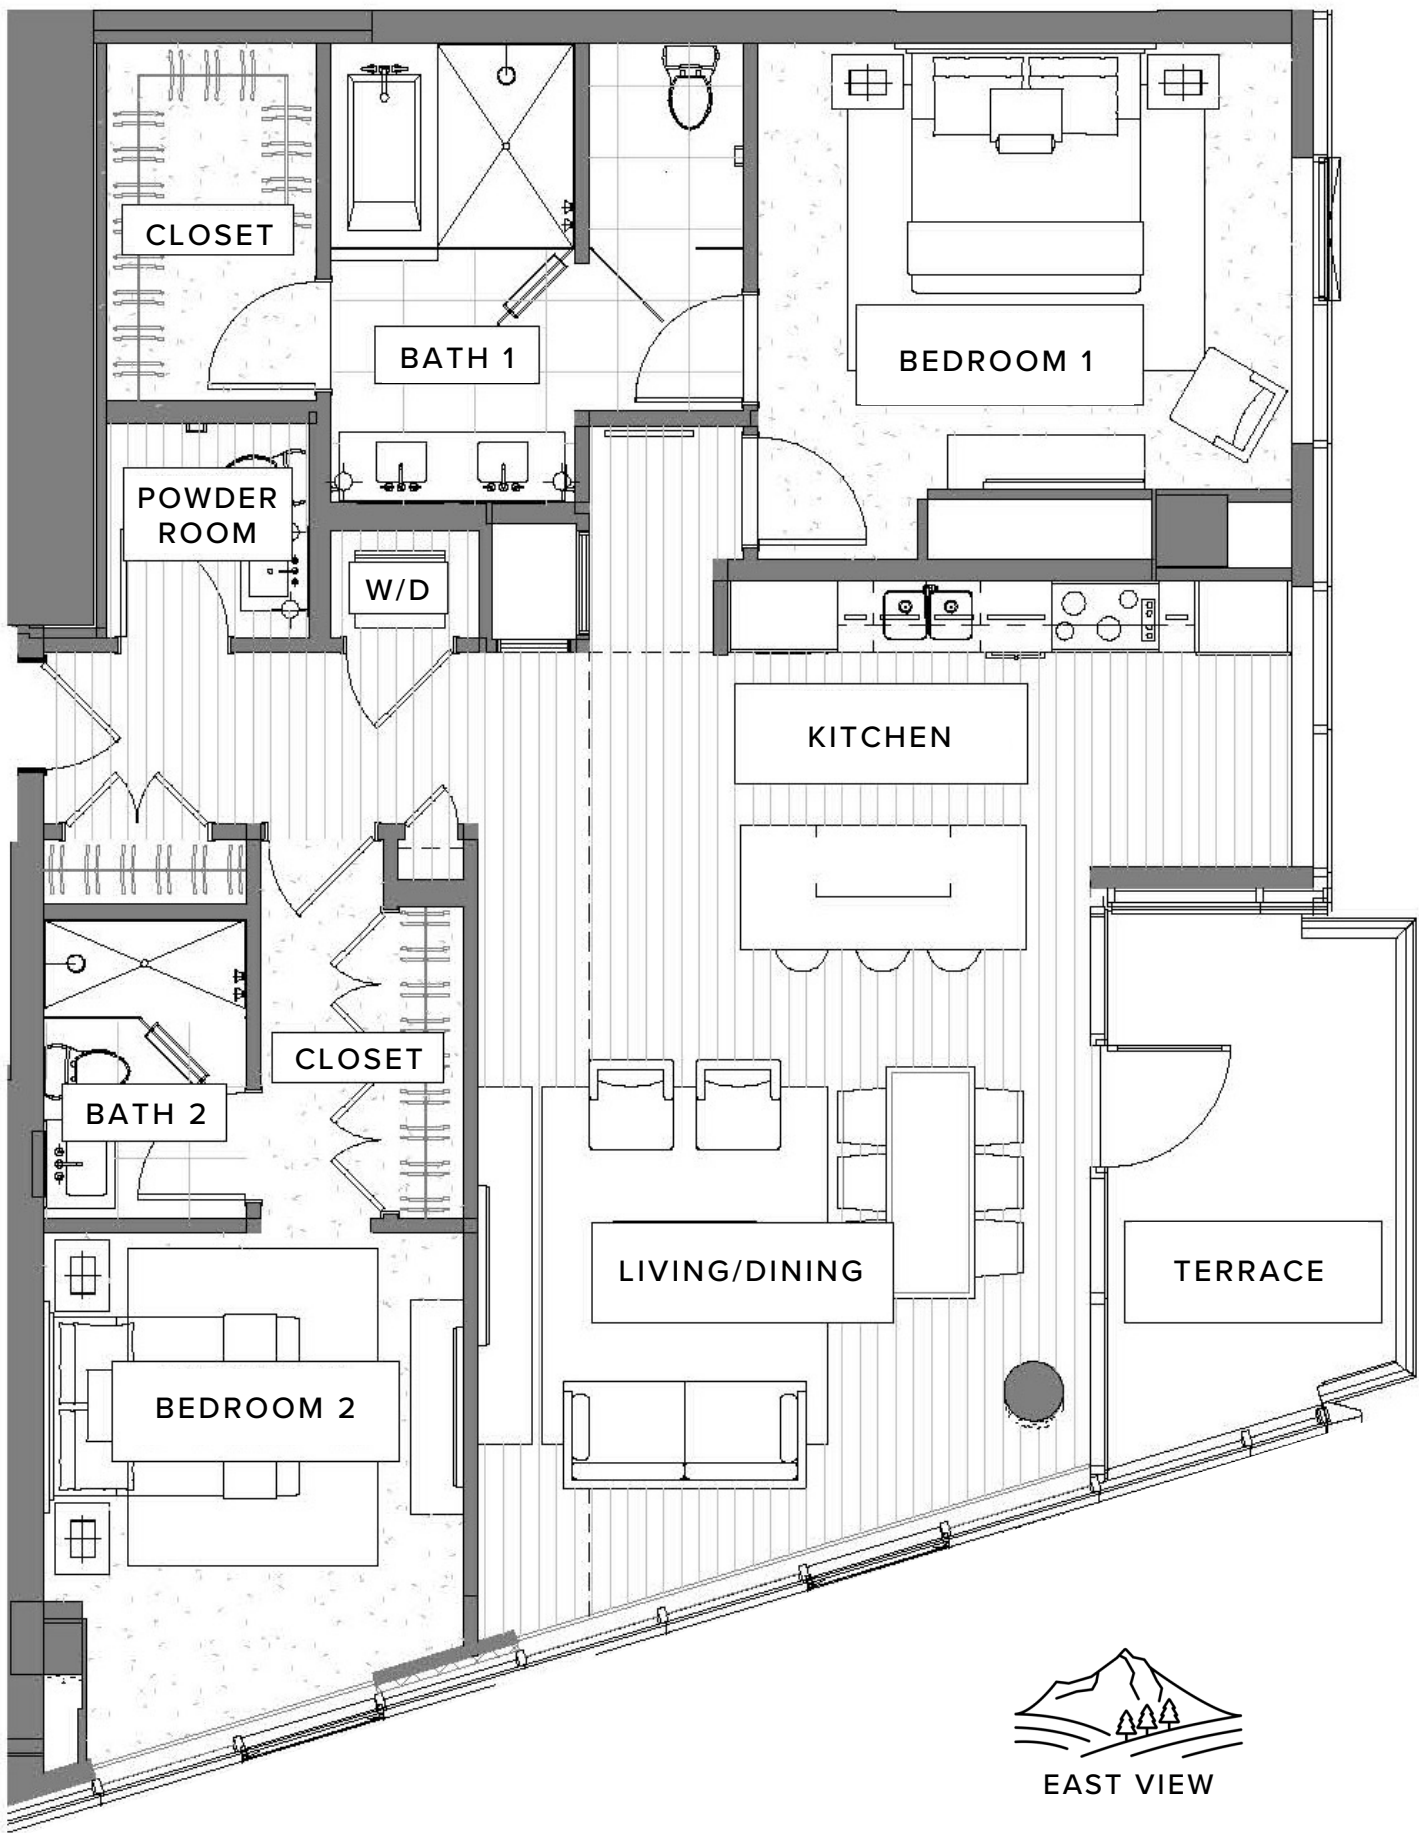 CLOSET
BATH 1
BEDROOM 1
POWDER
ROOM
W/D
KITCHEN
CLOSET
BATH 2
LIVING/DINING
TERRACE
BEDROOM 2
EAST VIEW